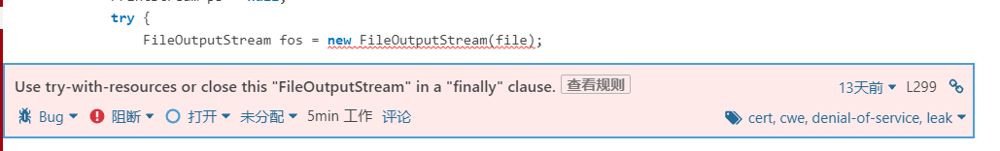 try {
FileOutputStream fos = new FileOutputStream(file);
Use try-with-resources or close this "FileOutputStream" in a "finally" clause. 查看规则 13天前 L299
Bug 阻断 打开 未分配 5min 工作 评论 cert, cwe, denial-of-service, leak